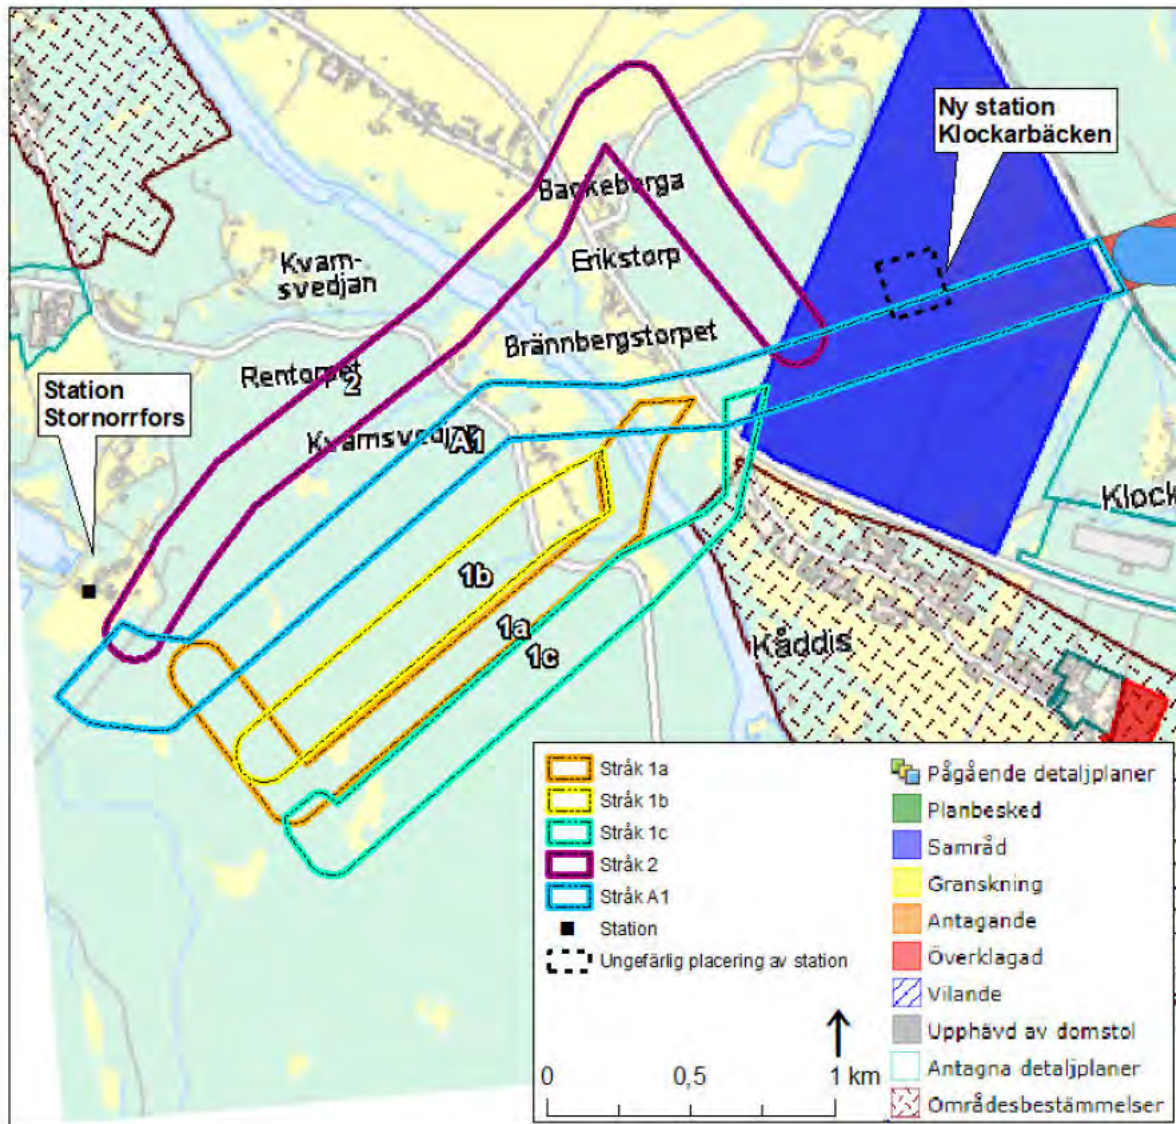 Ny station
Klockarbäcken
Backeberga
Kvarn-
svedjan
Erikstorp
Brännbergstorpet
Rentorpet
2
Station
Stornorrfors
Kvarnsvedjan
A1
Klock
1b
1a
1c
Kåddis
Stråk 1a
Stråk 1b
Stråk 1c
Stråk 2
Stråk A1
Station
Ungefärlig placering av station
0
0,5
1 km
Pågående detaljplaner
Planbesked
Samråd
Granskning
Antagande
Överklagad
Vilande
Upphävd av domstol
Antagna detaljplaner
Områdesbestämmelser